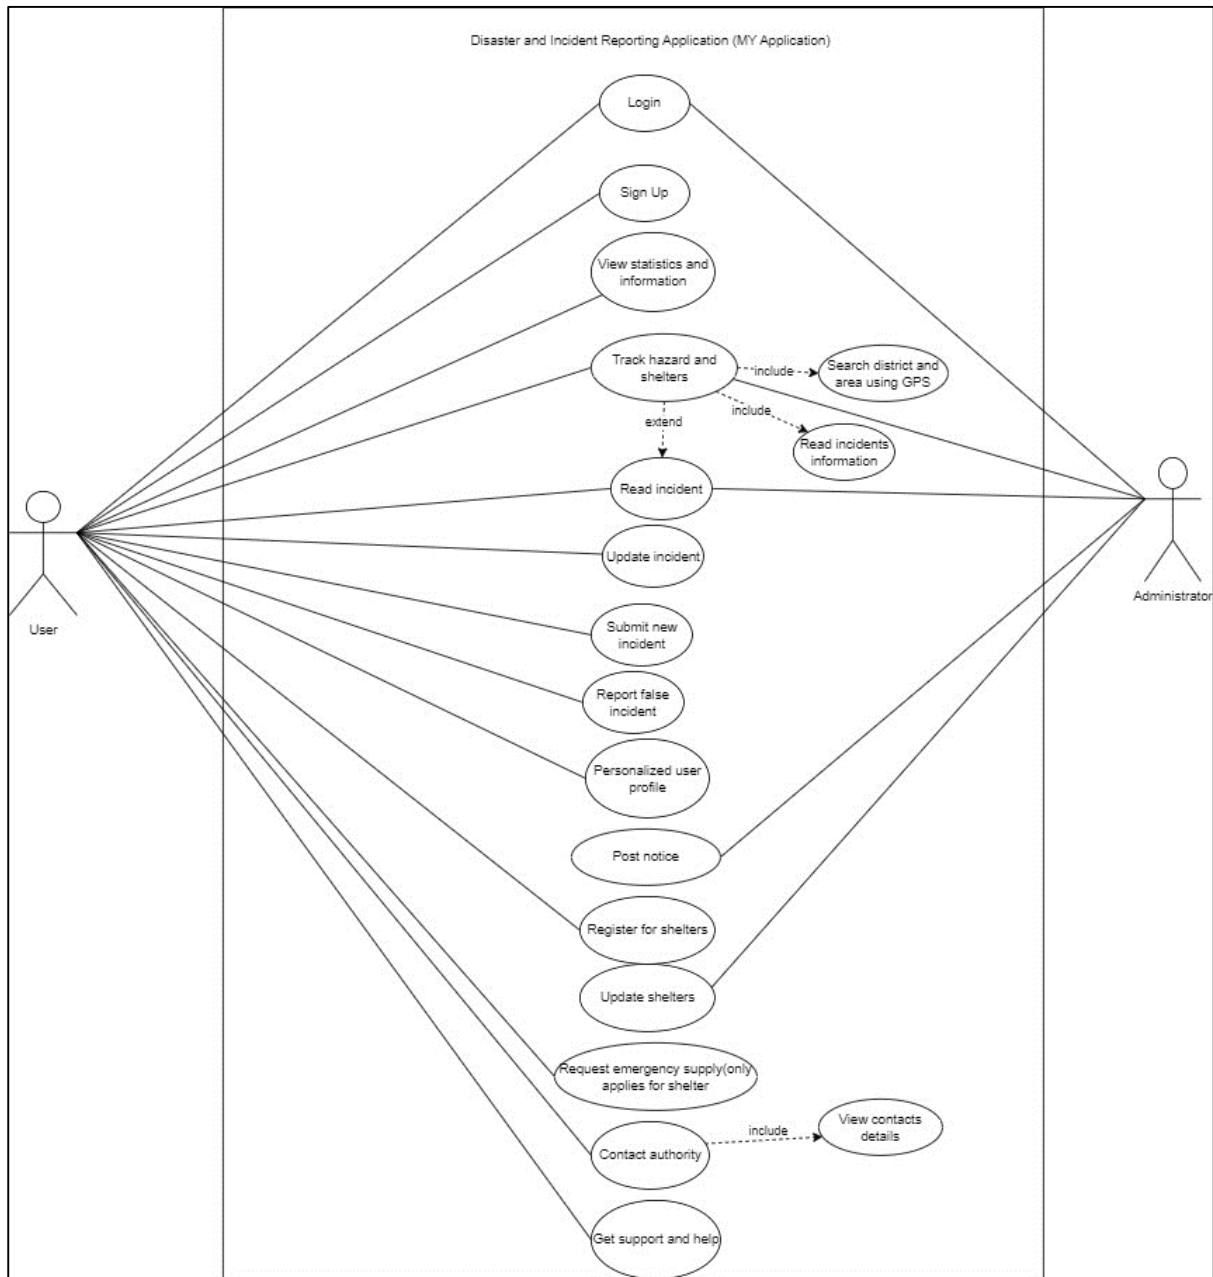 Disaster and Incident Reporting Application (MY Application)
Login
Sign Up
View statistics and
information
Track hazard and
shelters
include
Search district and
area using GPS
include
extend
Read incidents
information
Read incident
Update incident
User
Administrator
Submit new
incident
Report false
incident
Personalized user
profile
Post notice
Register for shelters
Update shelters
Request emergency supply(only
applies for shelter
Contact authority
include
View contacts
details
Get support and help